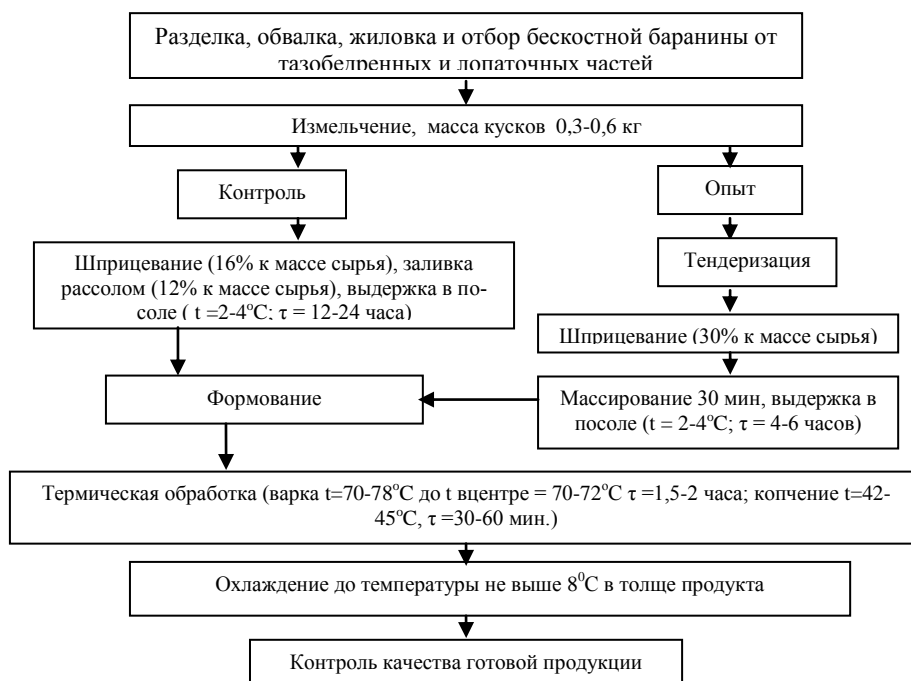 Разделка, обвалка, жиловка и отбор бескостной баранины от
тазобедренных и лопаточных частей
Измельчение, масса кусков 0,3-0,6 кг
Контроль
Опыт
Шприцевание (16% к массе сырья), заливка
рассолом (12% к массе сырья), выдержка в по-
соле ( t =2-4°С; τ = 12-24 часа)
Тендеризация
Шприцевание (30% к массе сырья)
Формование
Массирование 30 мин, выдержка в
посоле (t = 2-4°С; τ = 4-6 часов)
Термическая обработка (варка t=70-78°С до t вцентре = 70-72°С τ =1,5-2 часа; копчение t=42-
45°С, τ =30-60 мин.)
Охлаждение до температуры не выше 8⁰С в толще продукта
Контроль качества готовой продукции